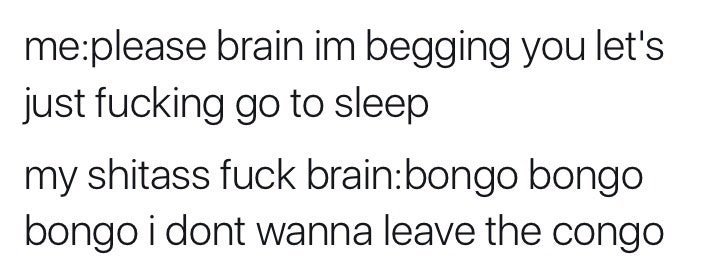 me:please brain im begging you let's
just fucking go to sleep
my shitass fuck brain:bongo bongo
bongo i dont wanna leave the congo